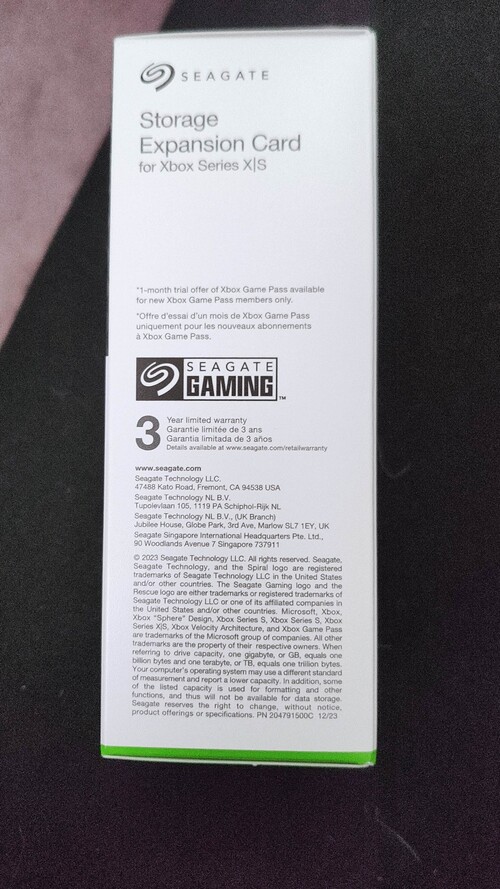 SEAGATE
Storage
Expansion Card
for Xbox Series X|S
*1-month trial offer of Xbox Game Pass available
for new Xbox Game Pass members only.
*Offre d'essai d'un mois de Xbox Game Pass
uniquement pour les nouveaux abonnements
à Xbox Game Pass.
SEAGATE
GAMING™
3
Year limited warranty
Garantie limitée de 3 ans
Garantía limitada de 3 años
Details available at www.seagate.com/retailwarranty
www.seagate.com
Seagate Technology LLC.
47488 Kato Road, Fremont, CA 94538 USA
Seagate Technology NL B.V.
Tupolevlaan 105, 1119 PA Schiphol-Rijk NL
Seagate Technology NL B.V., (UK Branch)
Jubilee House, Globe Park, 3rd Ave, Marlow SL7 1EY, UK
Seagate Singapore International Headquarters Pte. Ltd.,
90 Woodlands Avenue 7 Singapore 737911
© 2023 Seagate Technology LLC. All rights reserved. Seagate,
Seagate Technology, and the Spiral logo are registered
trademarks of Seagate Technology LLC in the United States
and/or other countries. The Seagate Gaming logo and the
Rescue logo are either trademarks or registered trademarks of
Seagate Technology LLC or one of its affiliated companies in
the United States and/or other countries. Microsoft, Xbox,
Xbox "Sphere" Design, Xbox Series S, Xbox Series S, Xbox
Series X|S, Xbox Velocity Architecture, and Xbox Game Pass
are trademarks of the Microsoft group of companies. All other
trademarks are the property of their respective owners. When
referring to drive capacity, one gigabyte, or GB, equals one
billion bytes and one terabyte, or TB, equals one trillion bytes.
Your computer's operating system may use a different standard
of measurement and report a lower capacity. In addition, some
of the listed capacity is used for formatting and other
functions, and thus will not be available for data storage.
Seagate reserves the right to change, without notice,
product offerings or specifications. PN 204791500C 12/23